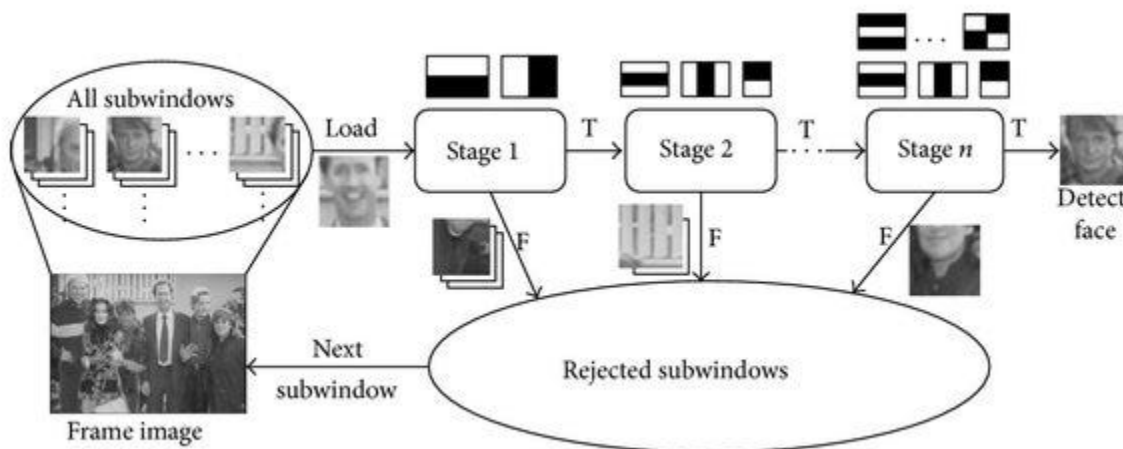 All subwindows
. . .
Load
Stage 1
T
Stage 2
T
Stage n
T
Detect
face
F
F
F
Next
subwindow
Rejected subwindows
Frame image